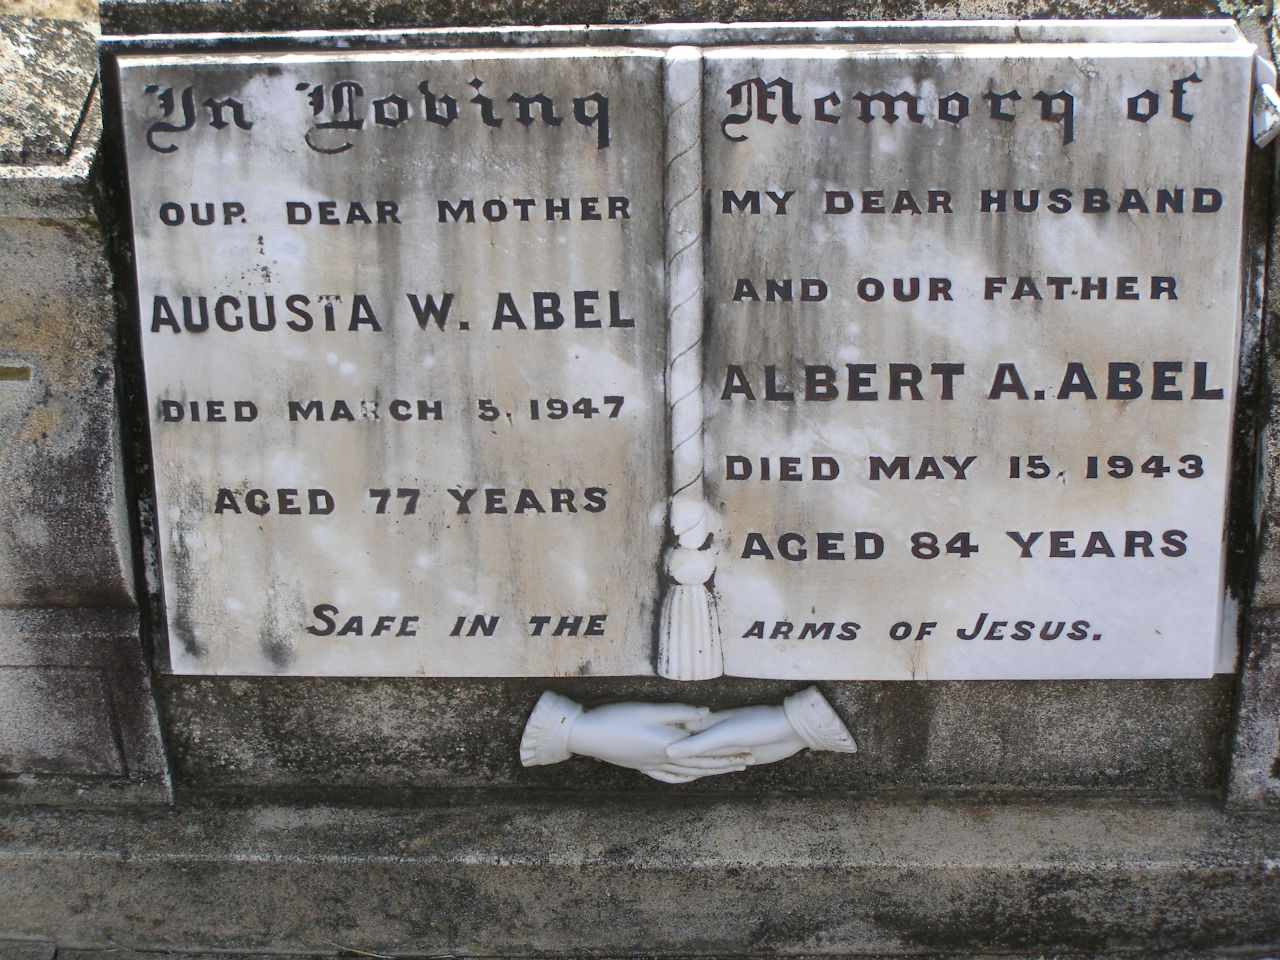 In Loving
OUR DEAR MOTHER
AUGUSTA W. ABEL
DIED MARCH 5, 1947
AGED 77 YEARS
SAFE IN THE
Memory of
MY DEAR HUSBAND
AND OUR FATHER
ALBERT A. ABEL
DIED MAY 15, 1943
AGED 84 YEARS
ARMS OF JESUS.